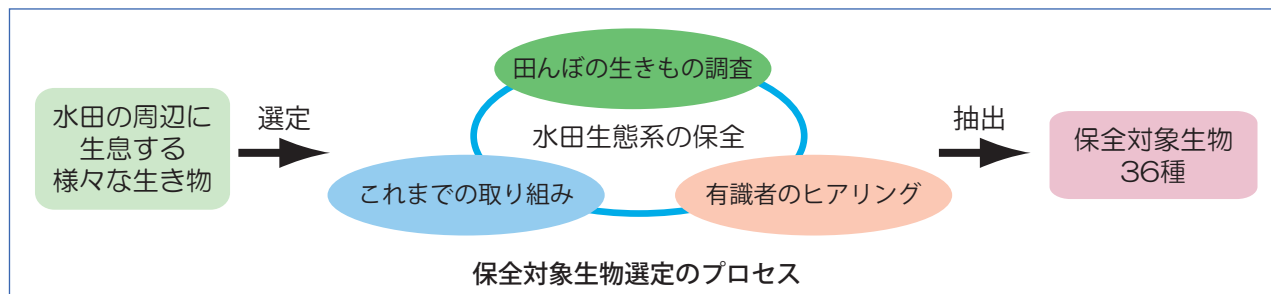 水田の周辺に
生息する
様々な生き物
選定
田んぼの生きもの調査
水田生態系の保全
これまでの取り組み
有識者のヒアリング
抽出
保全対象生物
36種
保全対象生物選定のプロセス